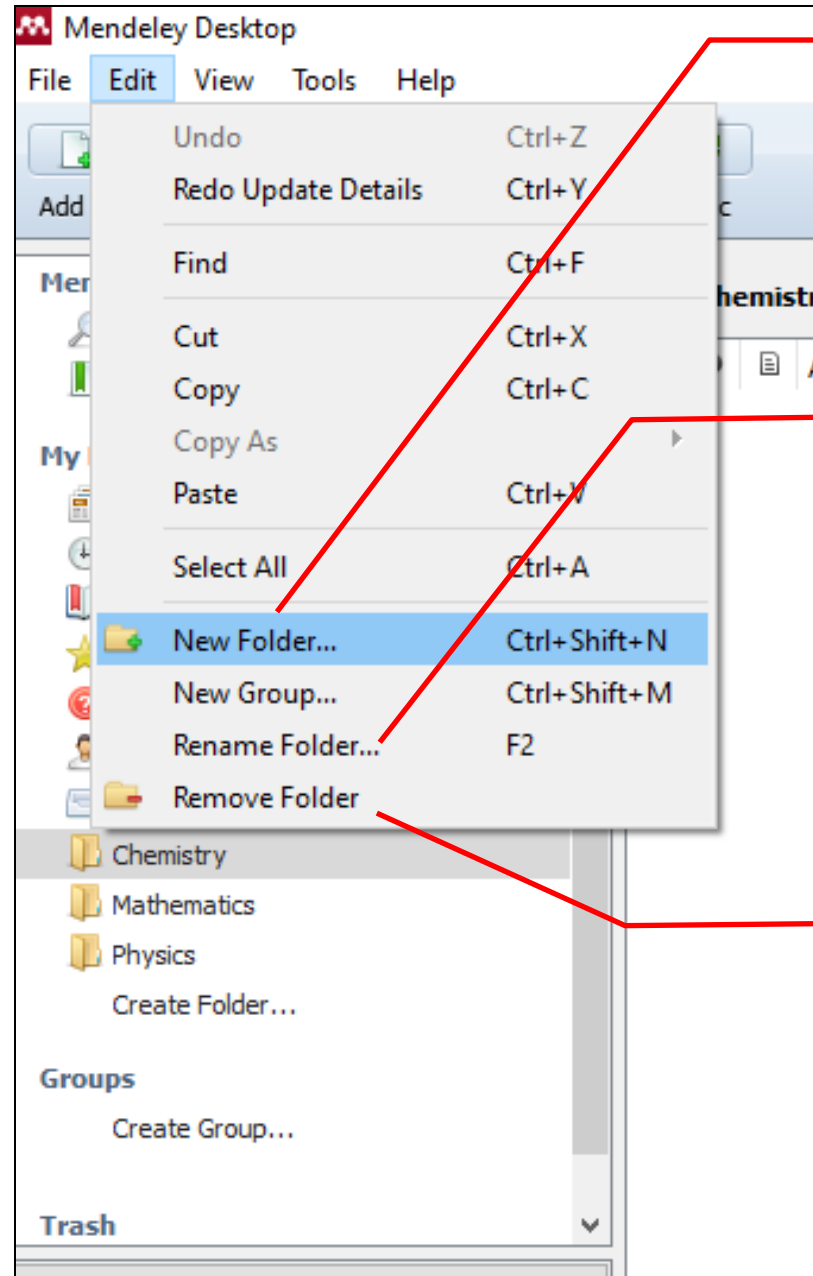 Mendeley Desktop
File Edit View Tools Help
Undo Ctrl+Z
Redo Update Details Ctrl+Y
Add
Find Ctrl+F
Cut Ctrl+X
Copy Ctrl+C
Copy As
My
Paste Ctrl+V
Select All Ctrl+A
New Folder... Ctrl+Shift+N
New Group... Ctrl+Shift+M
Rename Folder... F2
Remove Folder
Chemistry
Mathematics
Physics
Create Folder...
Groups
Create Group...
Trash